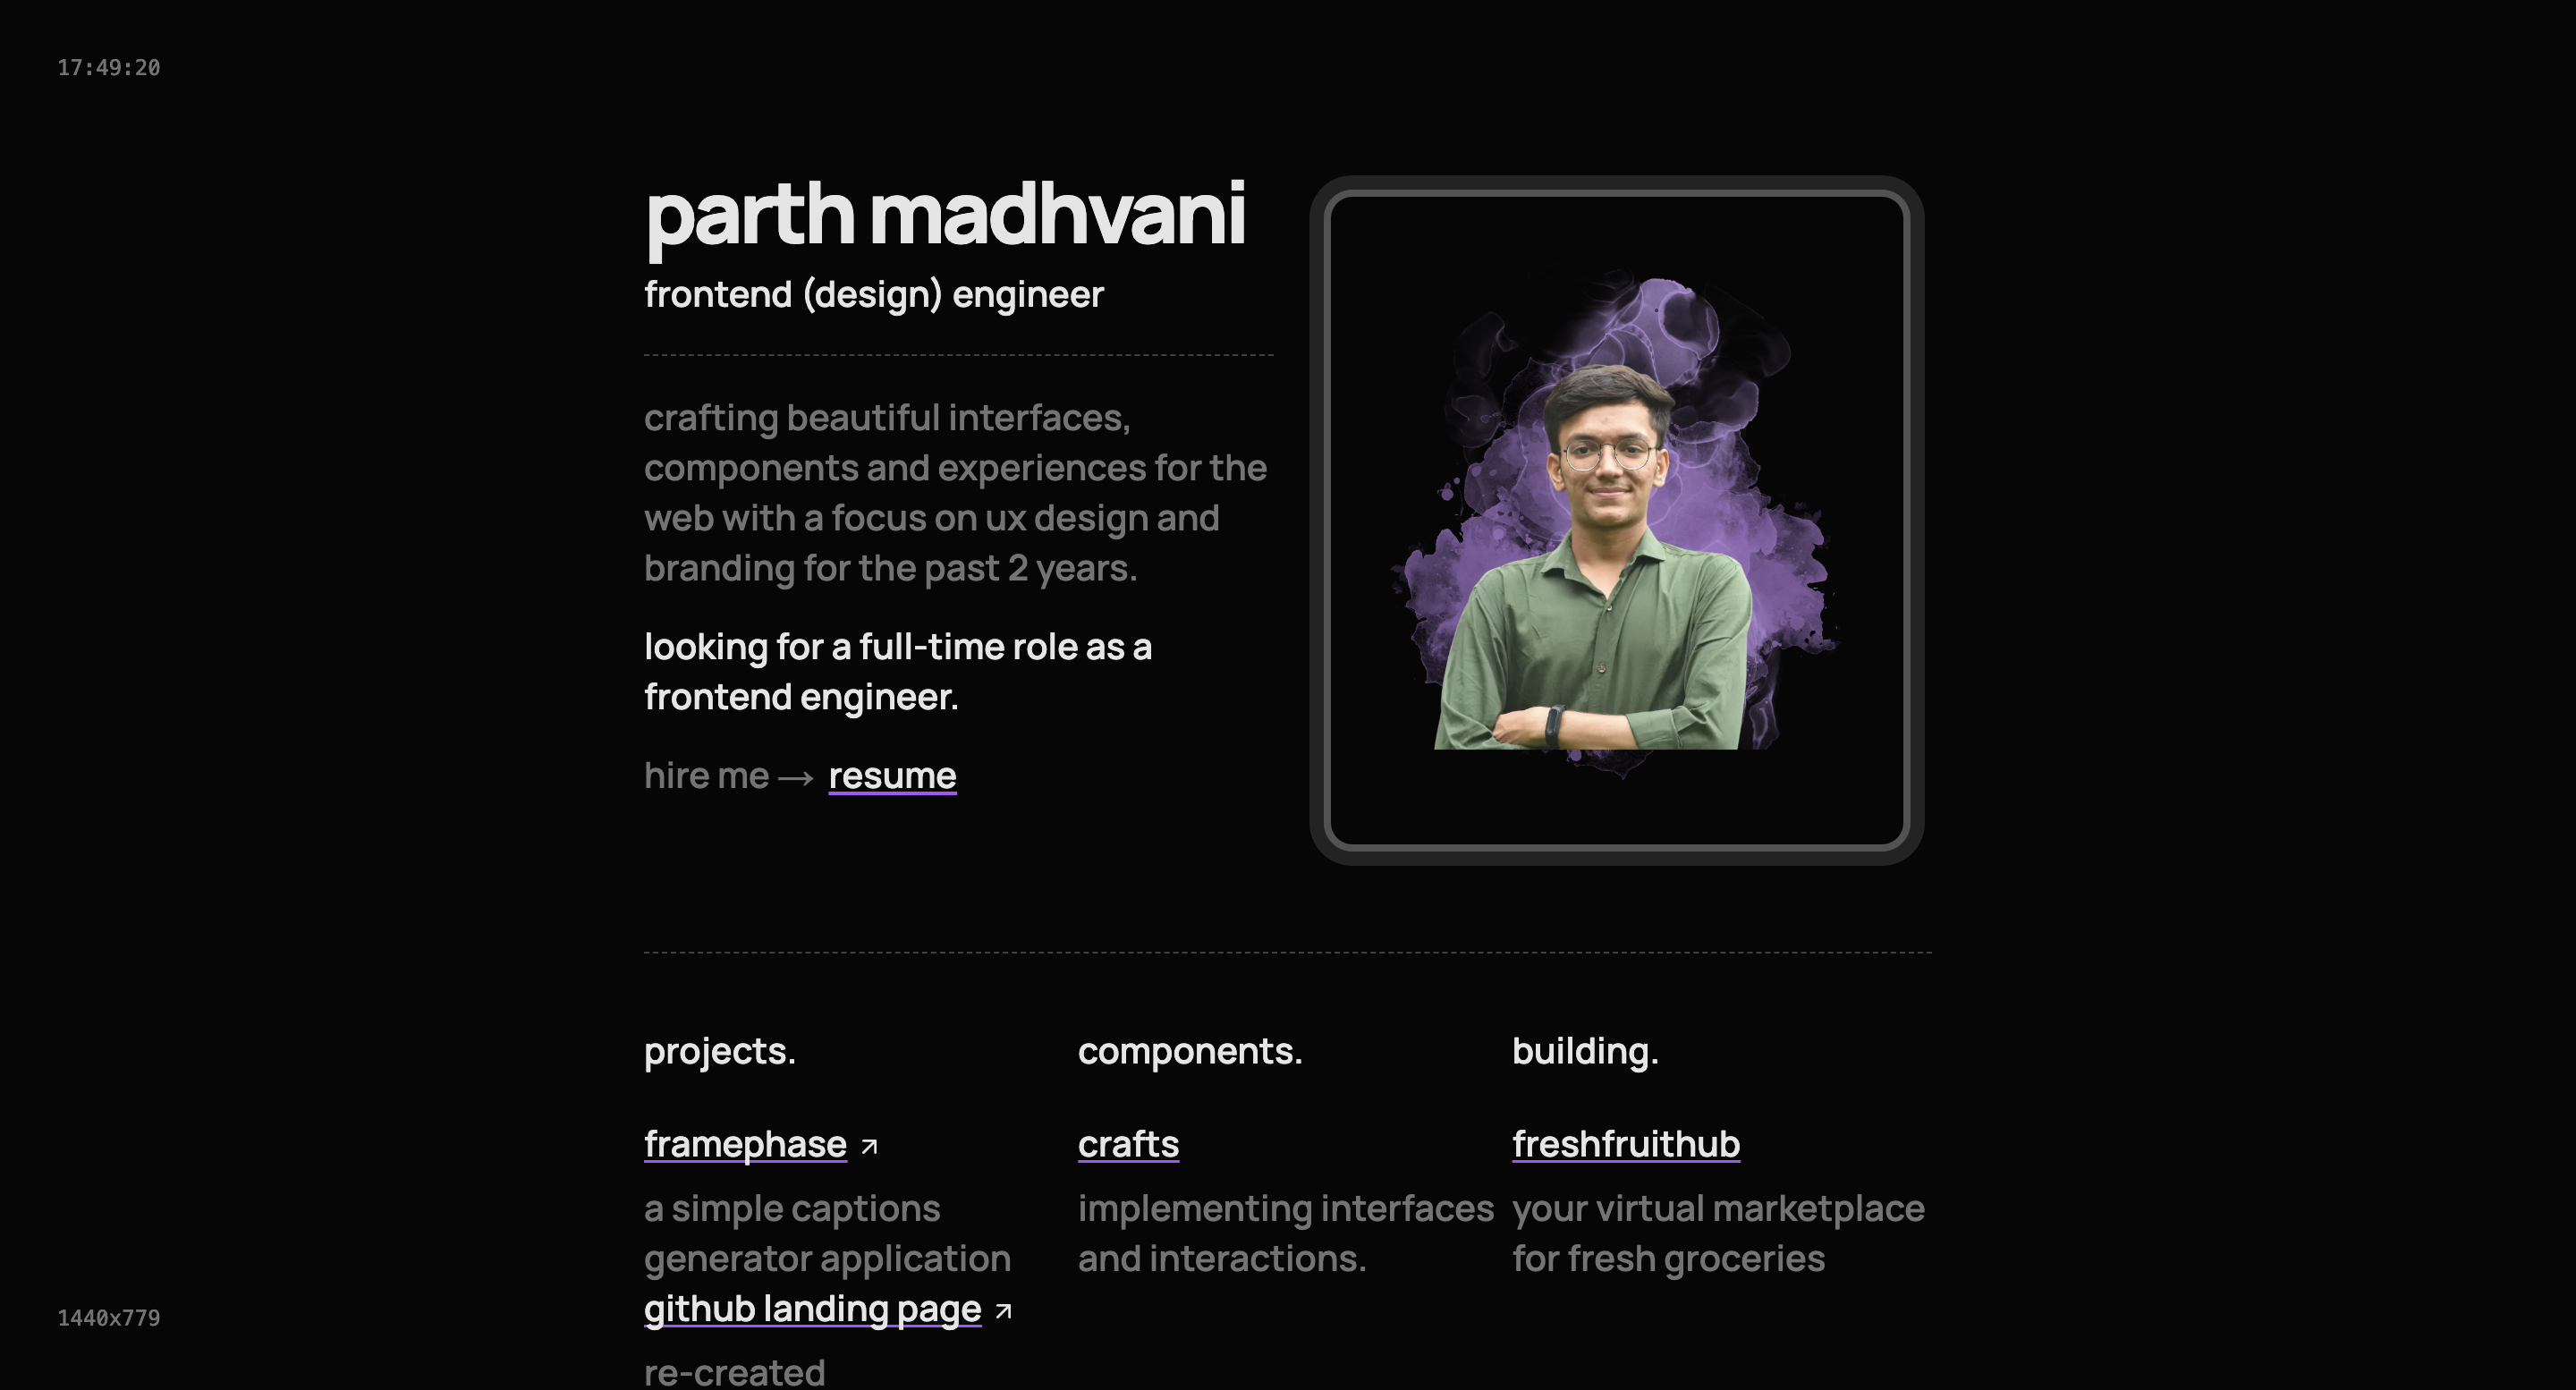 17:49:20
parth madhvani
frontend (design) engineer
crafting beautiful interfaces,
components and experiences for the
web with a focus on ux design and
branding for the past 2 years.
looking for a full-time role as a
frontend engineer.
hire me → resume
projects.
framephase ↗
a simple captions
generator application
github landing page ↗
re-created
components.
crafts
implementing interfaces
and interactions.
building.
freshfruithub
your virtual marketplace
for fresh groceries
1440x779